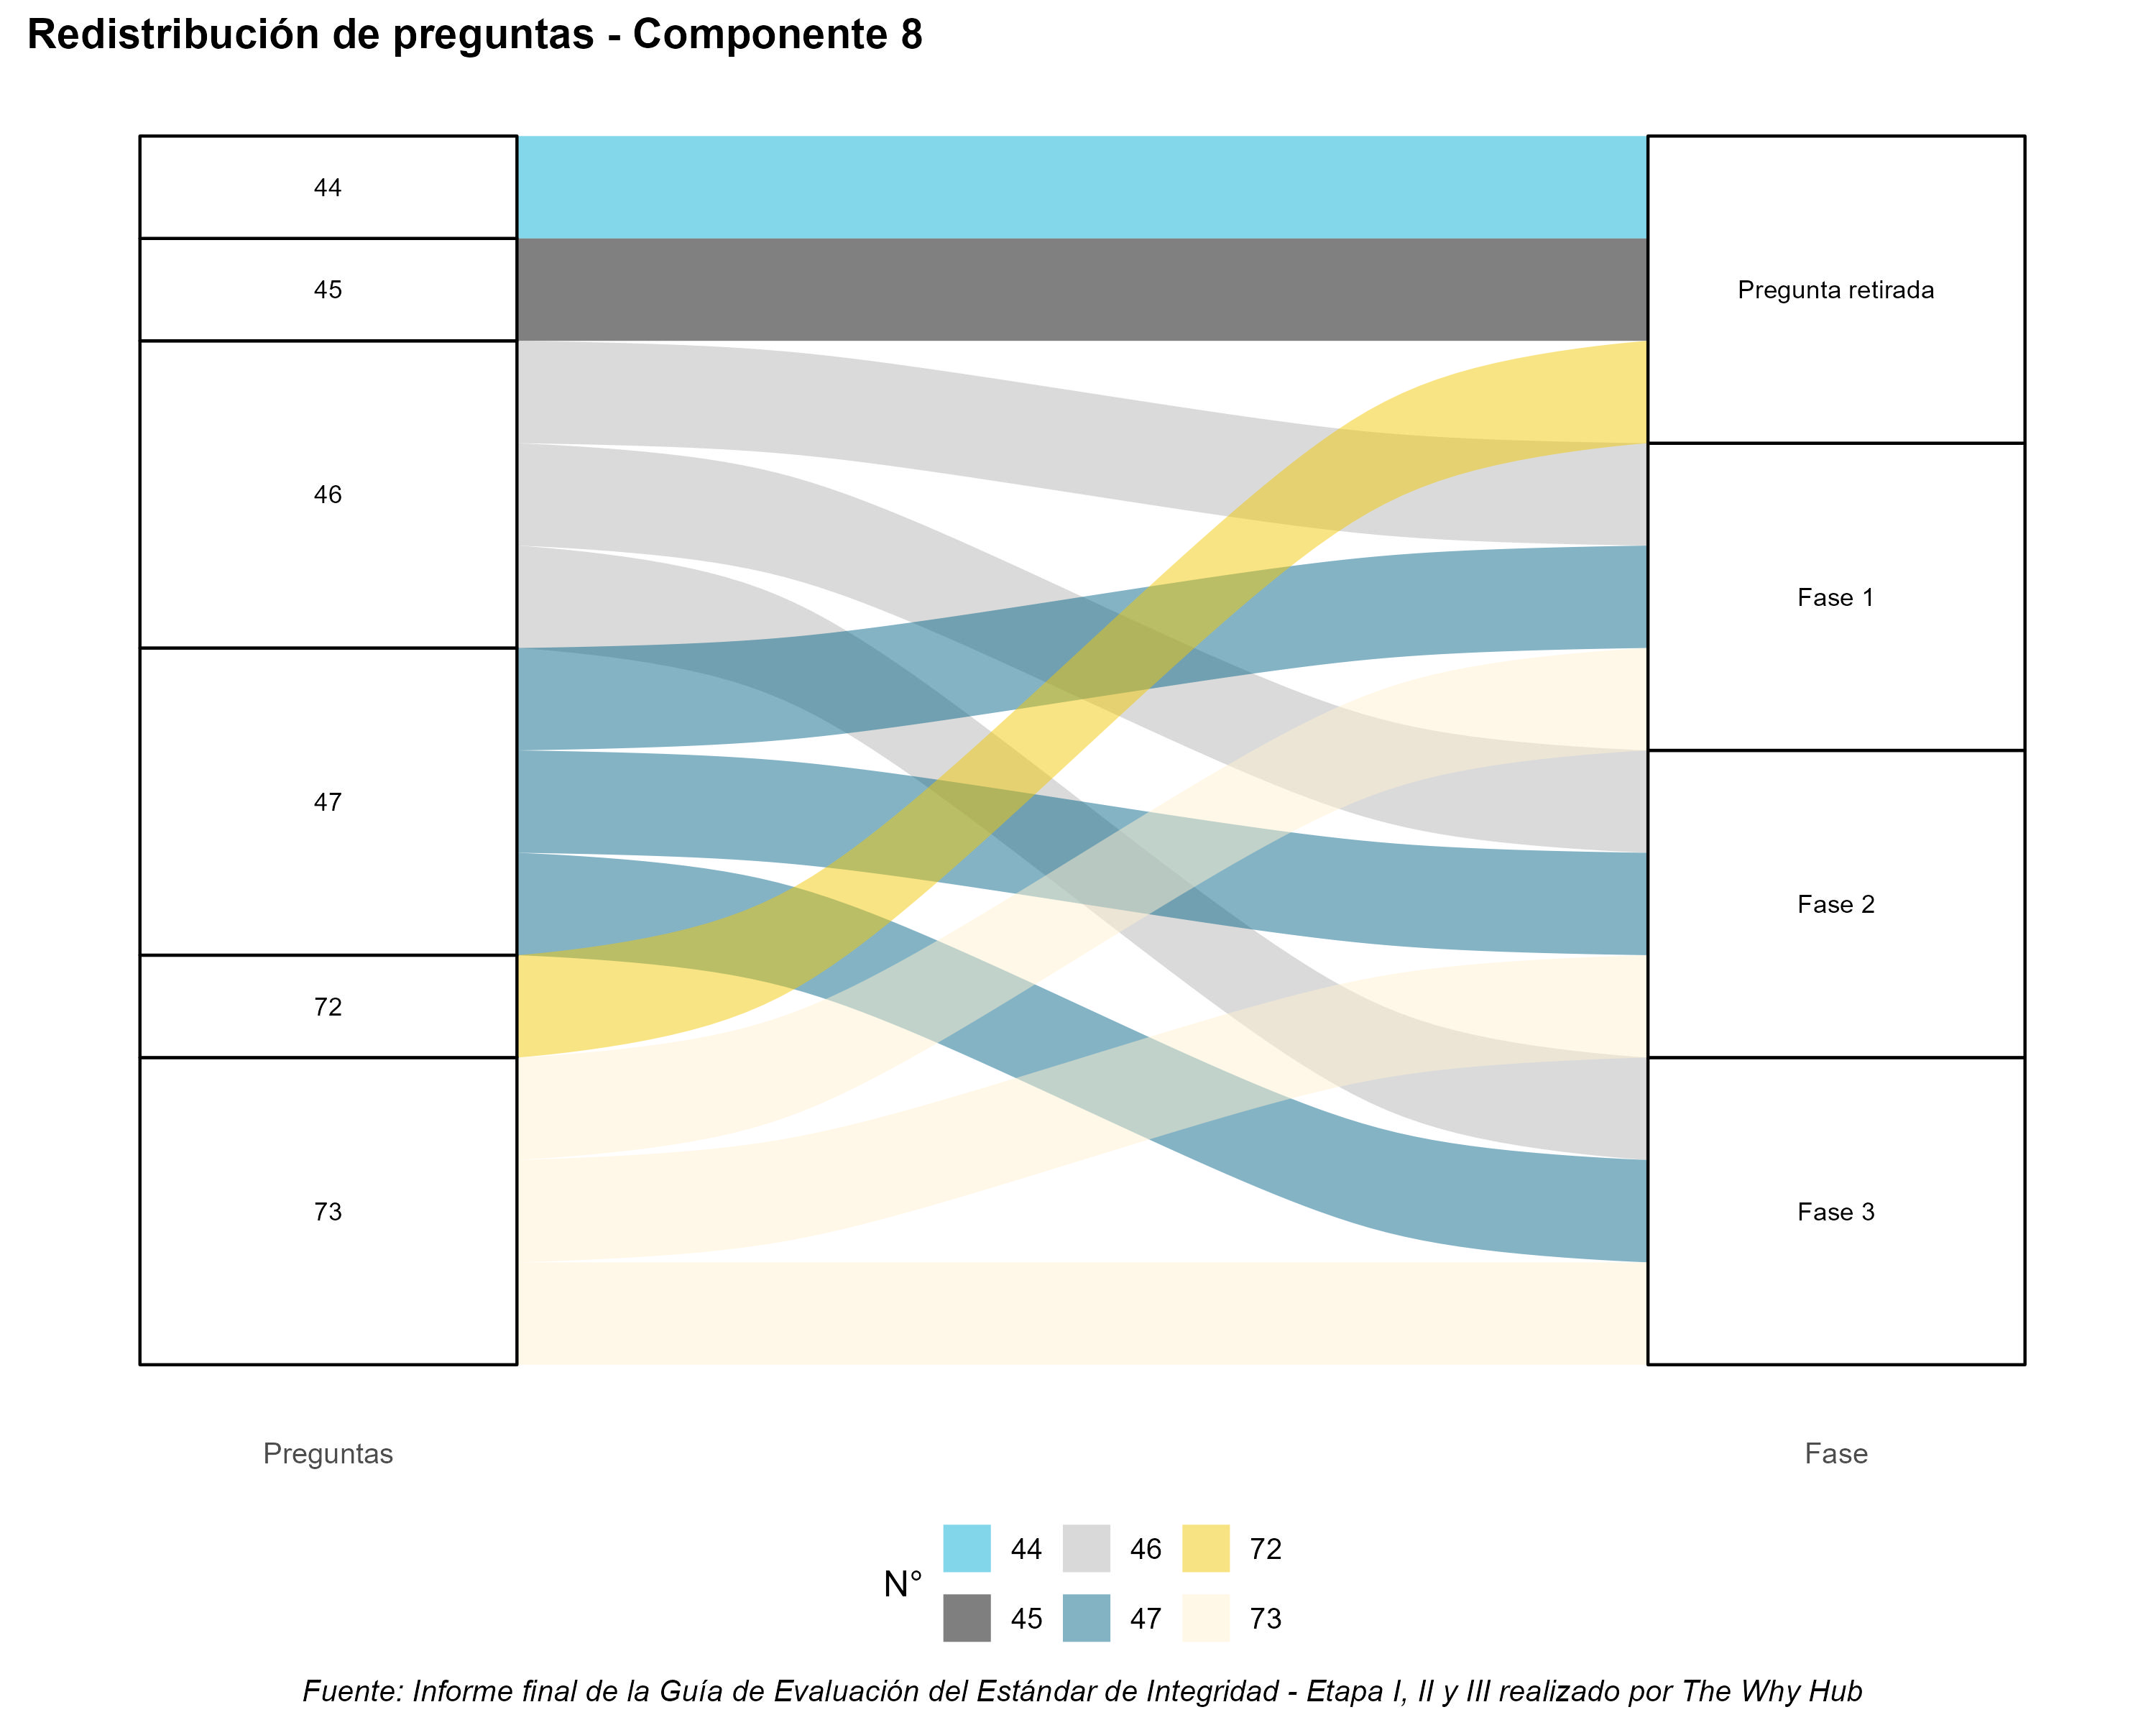 Redistribución de preguntas - Componente 8
44
45
46
47
72
73
Pregunta retirada
Fase 1
Fase 2
Fase 3
Preguntas
Fase
N°
44
46
72
45
47
73
Fuente: Informe final de la Guía de Evaluación del Estándar de Integridad - Etapa I, II y III realizado por The Why Hub